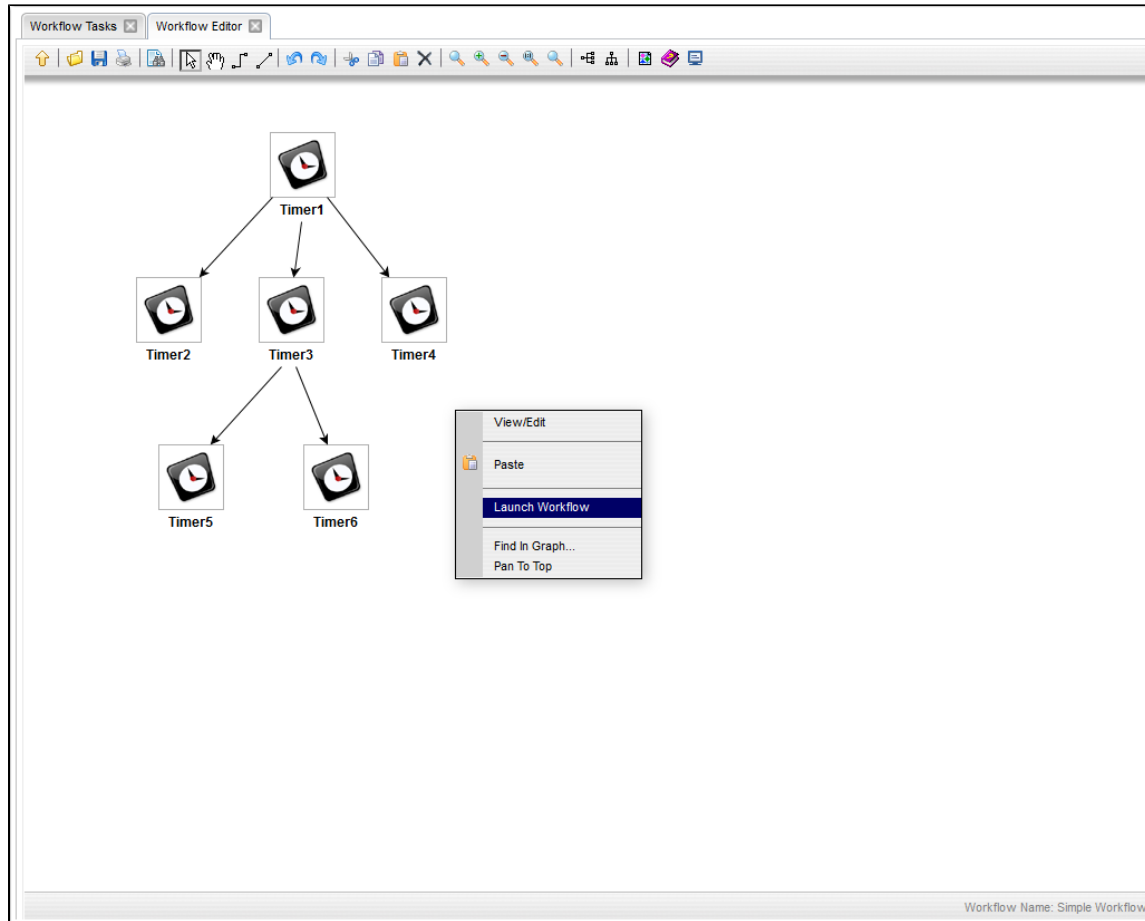 Workflow Tasks
Workflow Editor
Timer1
Timer2
Timer3
Timer4
View/Edit
Paste
Launch Workflow
Find In Graph...
Pan To Top
Timer5
Timer6
Workflow Name: Simple Workflow